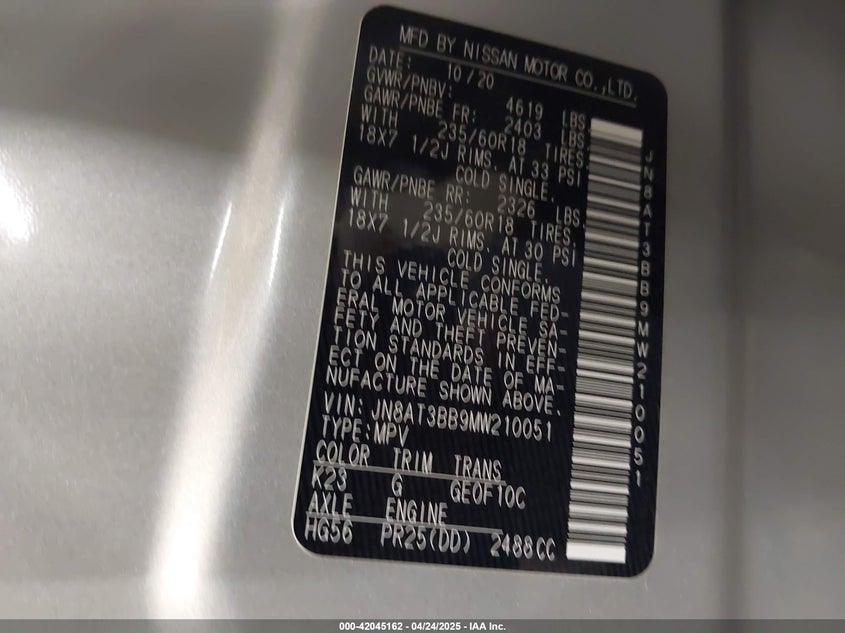 MFD BY NISSAN MOTOR CO.,LTD.
DATE: 10/20
GVWR/PNBV: 4619 LBS
GAWR/PNBE FR: 2403 LBS.
WITH 235/60R18 TIRES.
18X7 1/2J RIMS. AT 33 PSI
COLD SINGLE.
GAWR/PNBE RR: 2326 LBS
WITH 235/60R18 TIRES.
18X7 1/2J RIMS. AT 30 PSI
COLD SINGLE.
THIS VEHICLE CONFORMS
TO ALL APPLICABLE FED-
ERAL MOTOR VEHICLE SA-
FETY AND THEFT PREVEN-
TION STANDARDS IN EFF-
ECT ON THE DATE OF MA-
NUFACTURE SHOWN ABOVE.
VIN: JN8AT3BB9MW210051
TYPE:MPV
COLOR TRIM TRANS
K23 G GE0F10C
AXLE ENGINE
HG56 PR25(DD) 2488CC
JN8AT3BB9MW210051
000-42045162 - 04/24/2025 - IAA Inc.